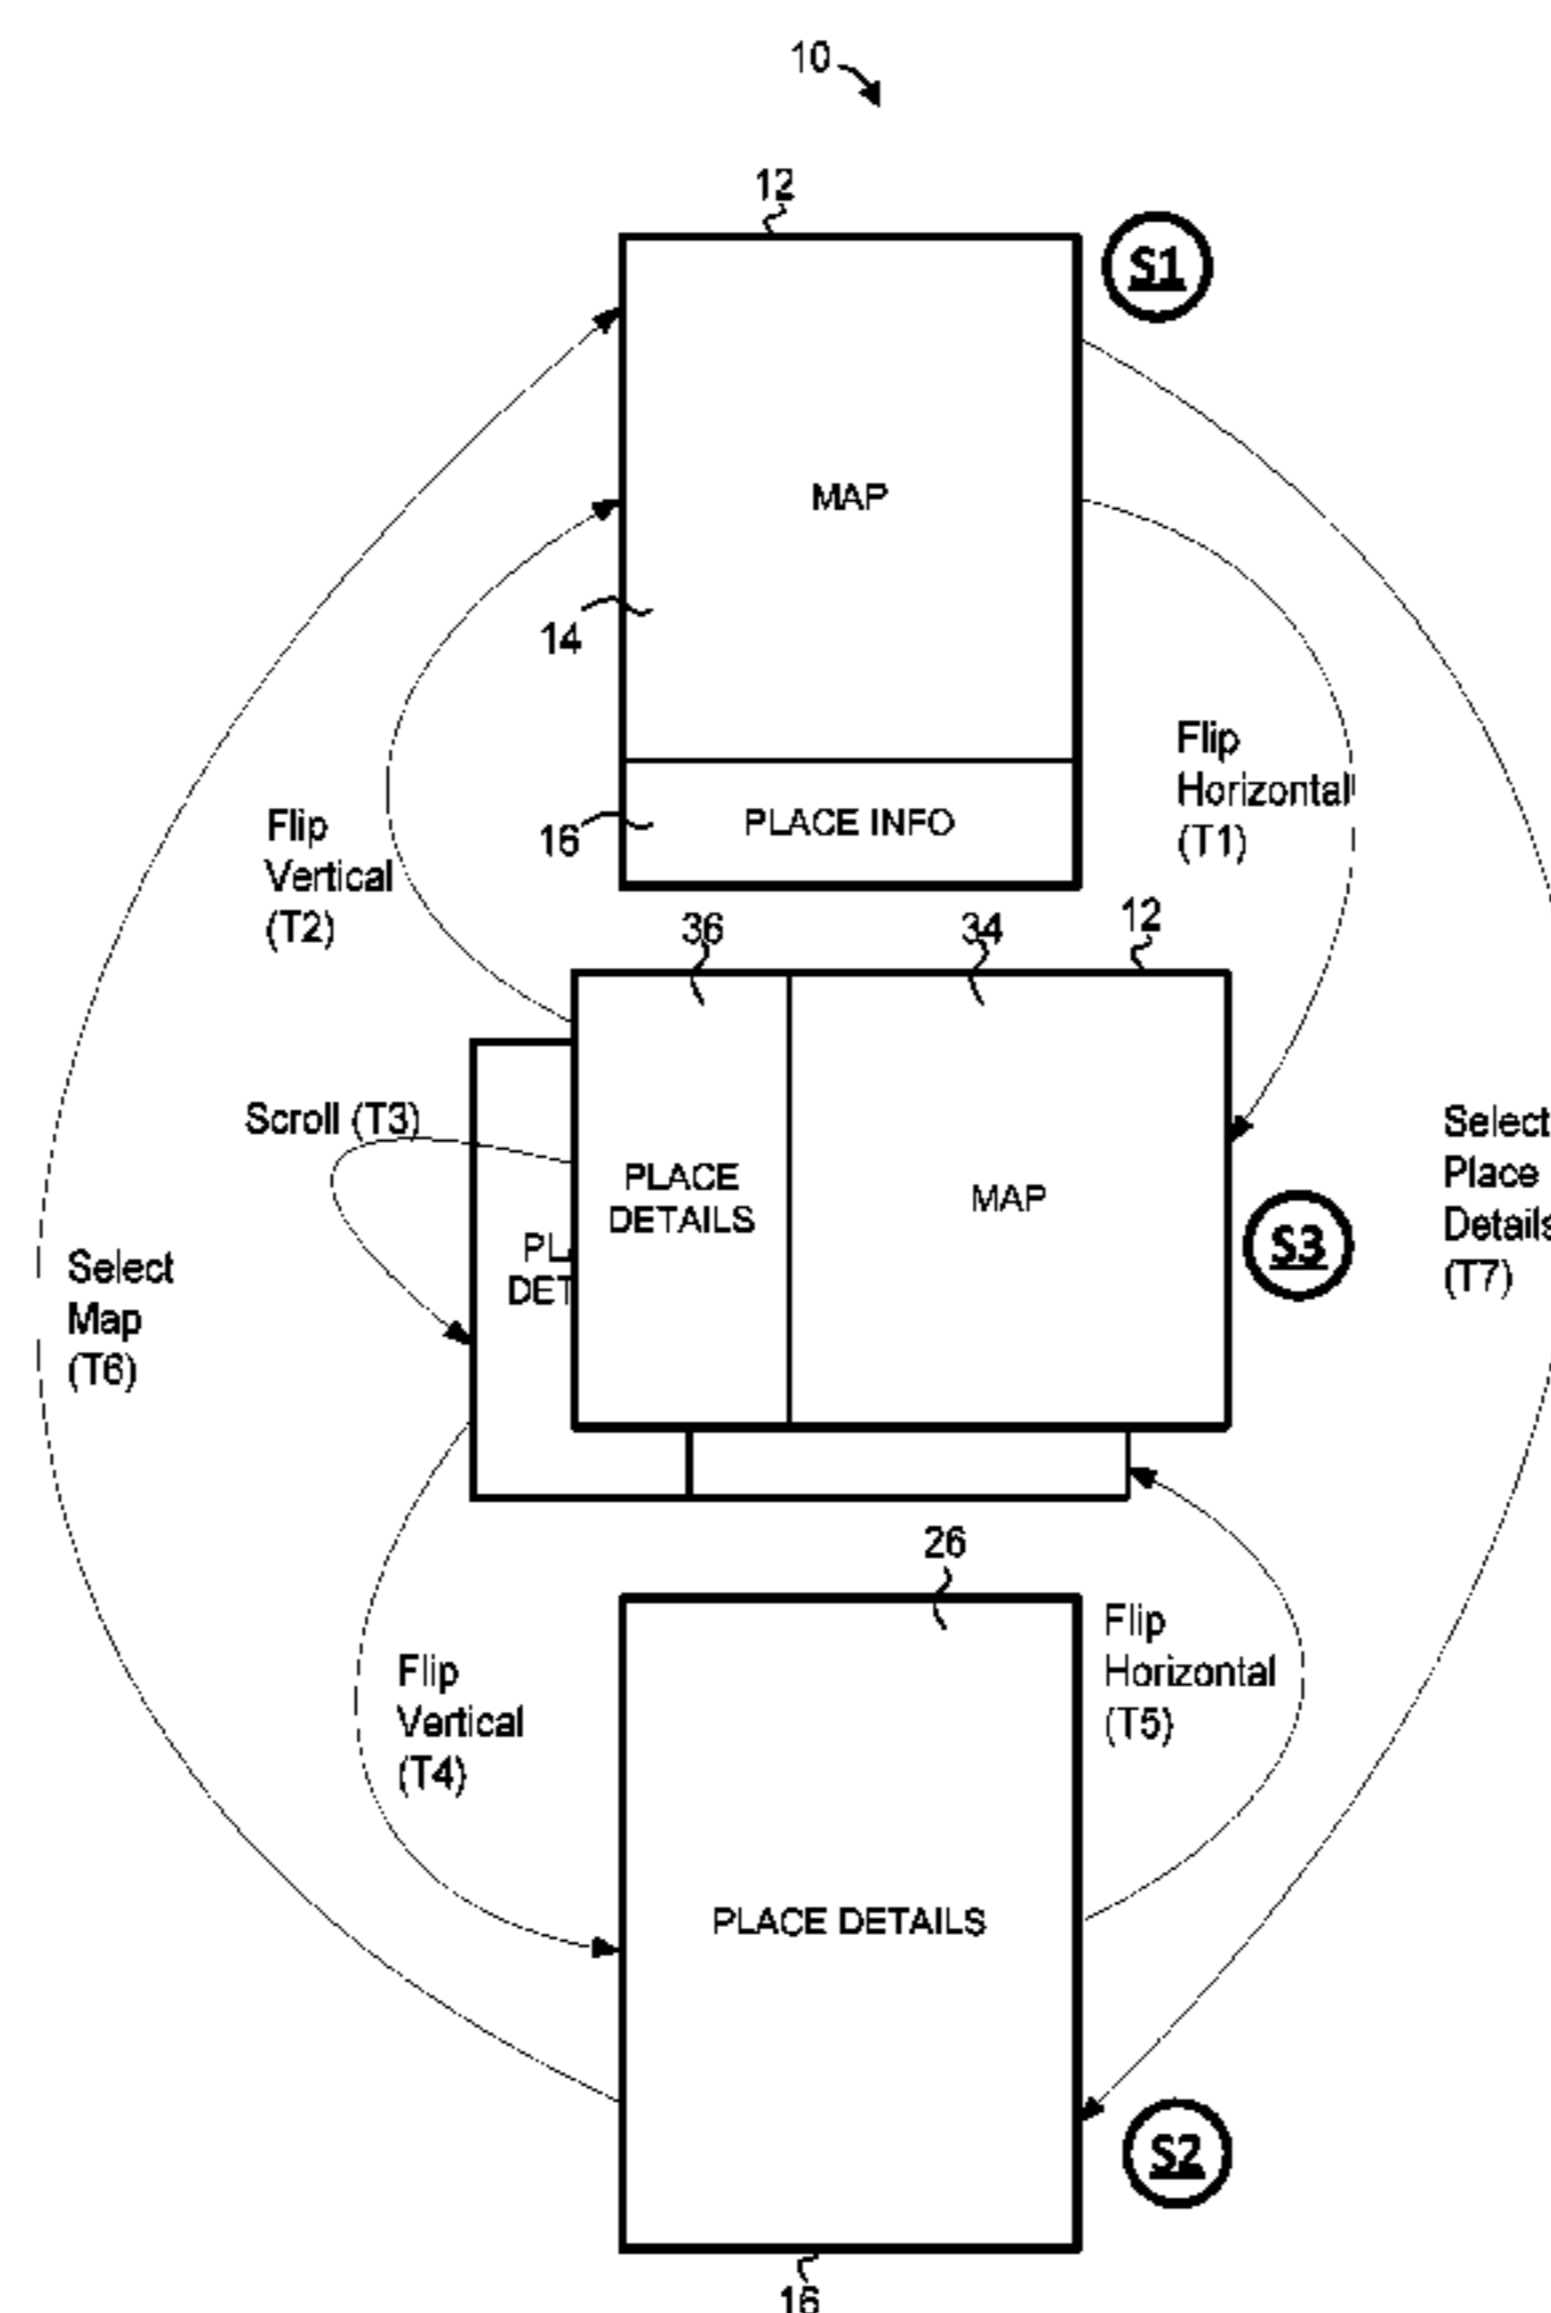 10
12
S1
MAP
14
Flip
Horizontal
(T1)
16
PLACE INFO
Flip
Vertical
(T2)
36
34
12
Scroll (T3)
PLACE
DETAILS
MAP
S3
Select
Place
Details
(T7)
Select
Map
(T6)
26
Flip
Horizontal
(T5)
Flip
Vertical
(T4)
PLACE DETAILS
S2
16